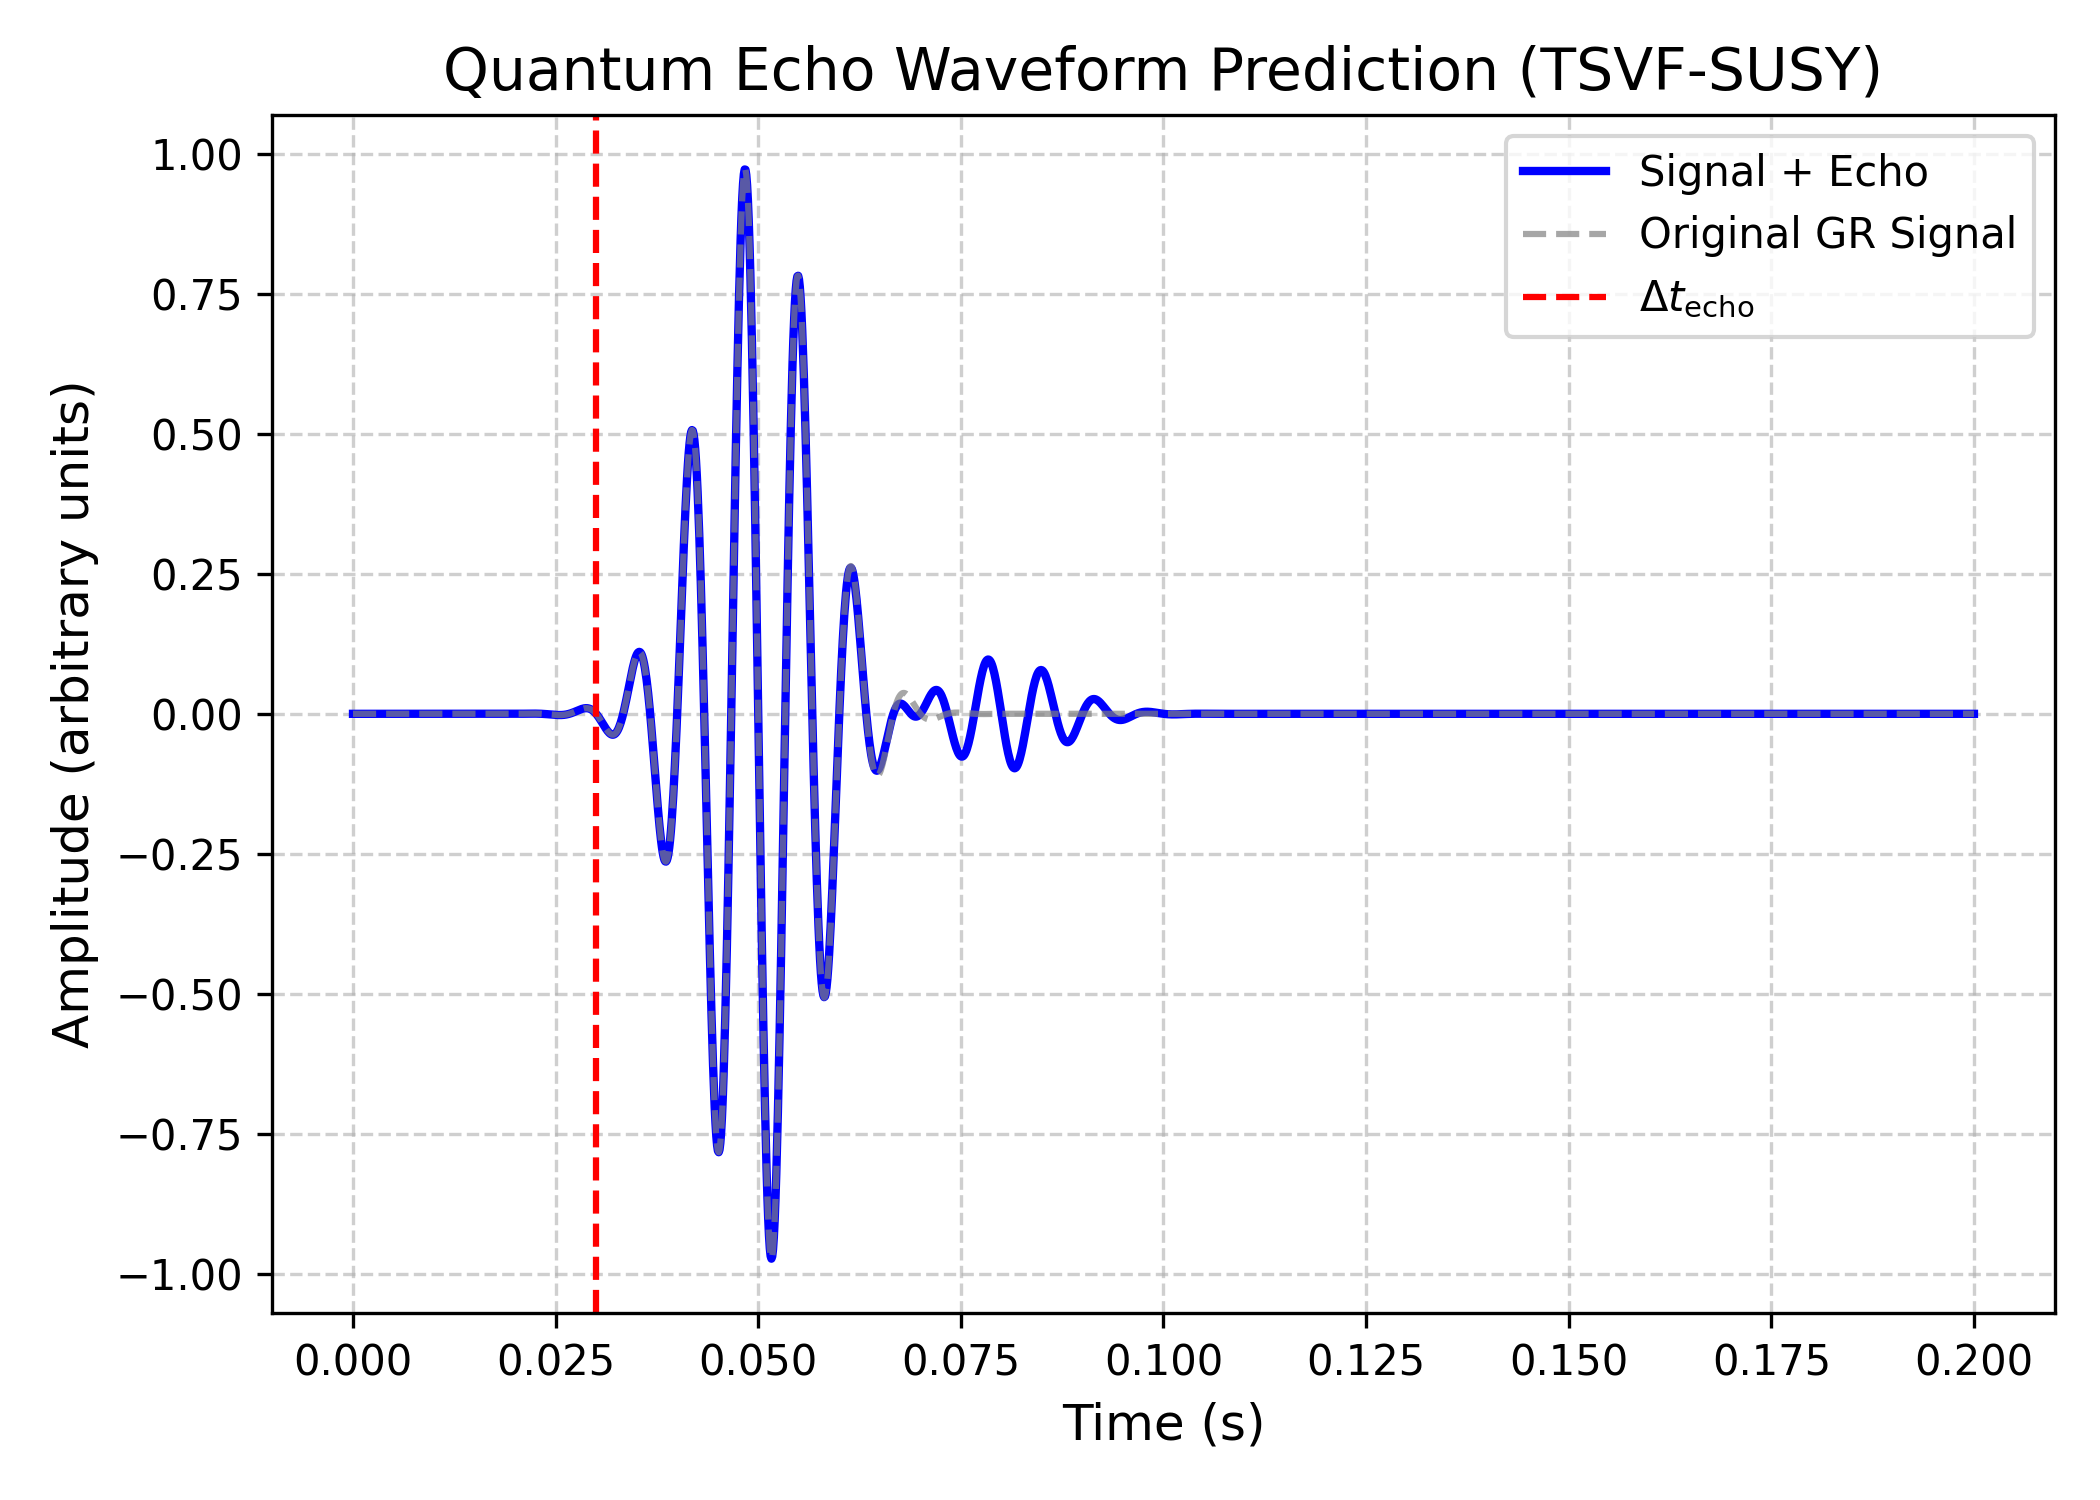 Quantum Echo Waveform Prediction (TSVF-SUSY)
Signal + Echo
Original GR Signal
Δt_echo
Amplitude (arbitrary units)
1.00
0.75
0.50
0.25
0.00
−0.25
−0.50
−0.75
−1.00
0.000 0.025 0.050 0.075 0.100 0.125 0.150 0.175 0.200
Time (s)